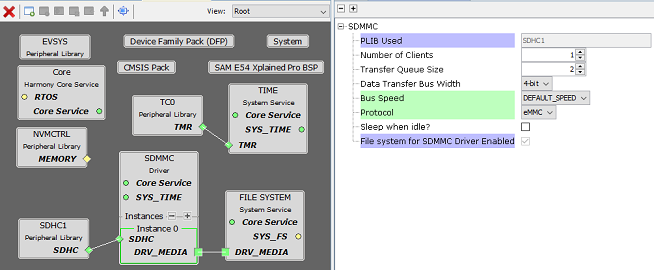 View:
Root
EVSYS
Peripheral Library
Device Family Pack (DFP)
System
CMSIS Pack
SAM E54 Xplained Pro BSP
Core
Harmony Core Service
RTOS
Core Service
TC0
Peripheral Library
TMR
TIME
System Service
Core Service
SYS_TIME
TMR
NVMCTRL
Peripheral Library
MEMORY
SDMMC
Driver
Core Service
SYS_TIME
Instances
Instance 0
SDHC
DRV_MEDIA
FILE SYSTEM
System Service
Core Service
SYS_FS
DRV_MEDIA
SDHC1
Peripheral Library
SDHC
SDMMC
PLIB Used SDHC1
Number of Clients 1
Transfer Queue Size 2
Data Transfer Bus Width 4-bit
Bus Speed DEFAULT_SPEED
Protocol eMMC
Sleep when idle?
File system for SDMMC Driver Enabled